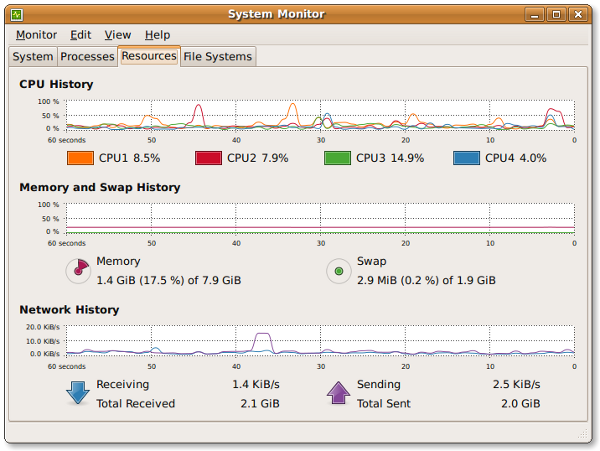 System Monitor
Monitor Edit View Help
System Processes Resources File Systems
CPU History
100 %
50 %
0 %
60 seconds 50 40 30 20 10 0
CPU1 8.5% CPU2 7.9% CPU3 14.9% CPU4 4.0%
Memory and Swap History
100 %
50 %
0 %
60 seconds 50 40 30 20 10 0
Memory Swap
1.4 GiB (17.5 %) of 7.9 GiB 2.9 MiB (0.2 %) of 1.9 GiB
Network History
20.0 KiB/s
10.0 KiB/s
0.0 KiB/s
60 seconds 50 40 30 20 10 0
Receiving 1.4 KiB/s Sending 2.5 KiB/s
Total Received 2.1 GiB Total Sent 2.0 GiB